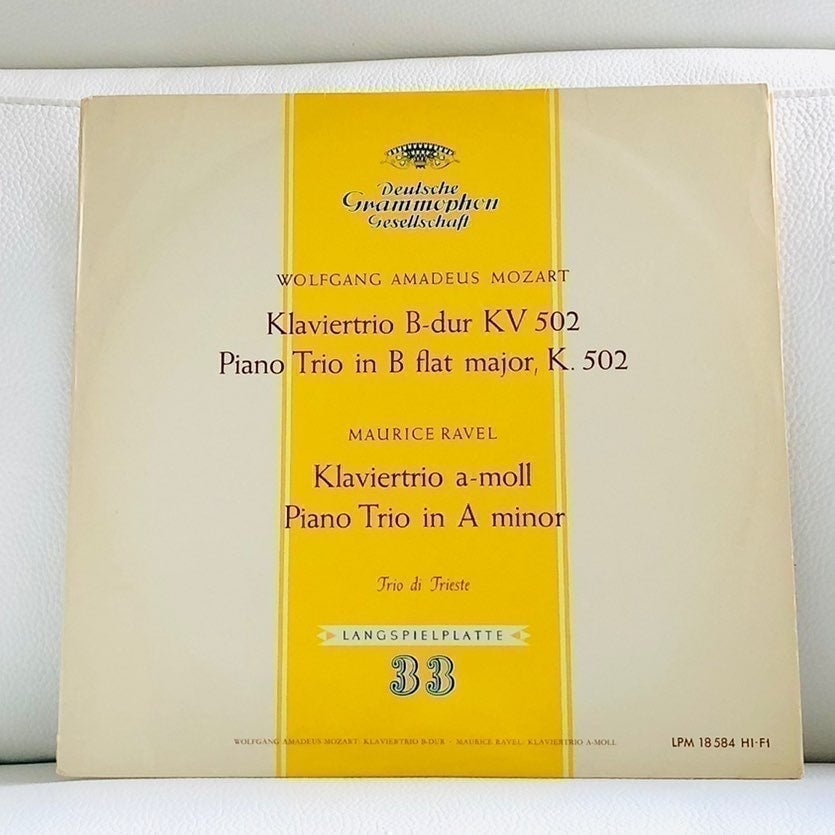 Deutsche
Grammophon
Gesellschaft
WOLFGANG AMADEUS MOZART
Klaviertrio B-dur KV 502
Piano Trio in B flat major, K. 502
MAURICE RAVEL
Klaviertrio a-moll
Piano Trio in A minor
Trio di Trieste
LANGSPIELPLATTE
33
WOLFGANG AMADEUS MOZART: KLAVIERTRIO B-DUR · MAURICE RAVEL: KLAVIERTRIO A-MOLL
LPM 18 584 HI-FI